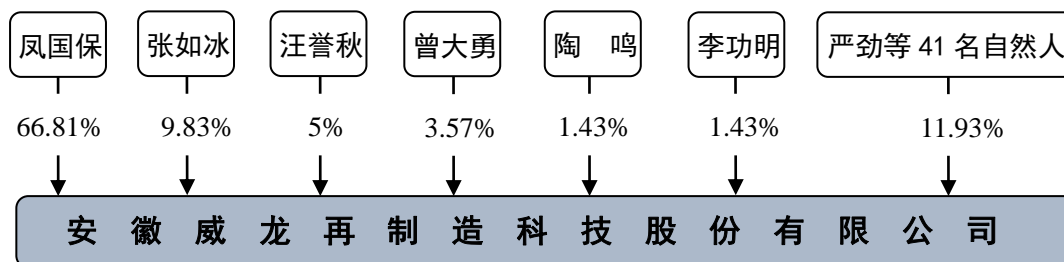 凤国保 张如冰 汪誉秋 曾大勇 陶 鸣 李功明 严劲等 41 名自然人
66.81% 9.83% 5% 3.57% 1.43% 1.43% 11.93%
安徽威龙再制造科技股份有限公司